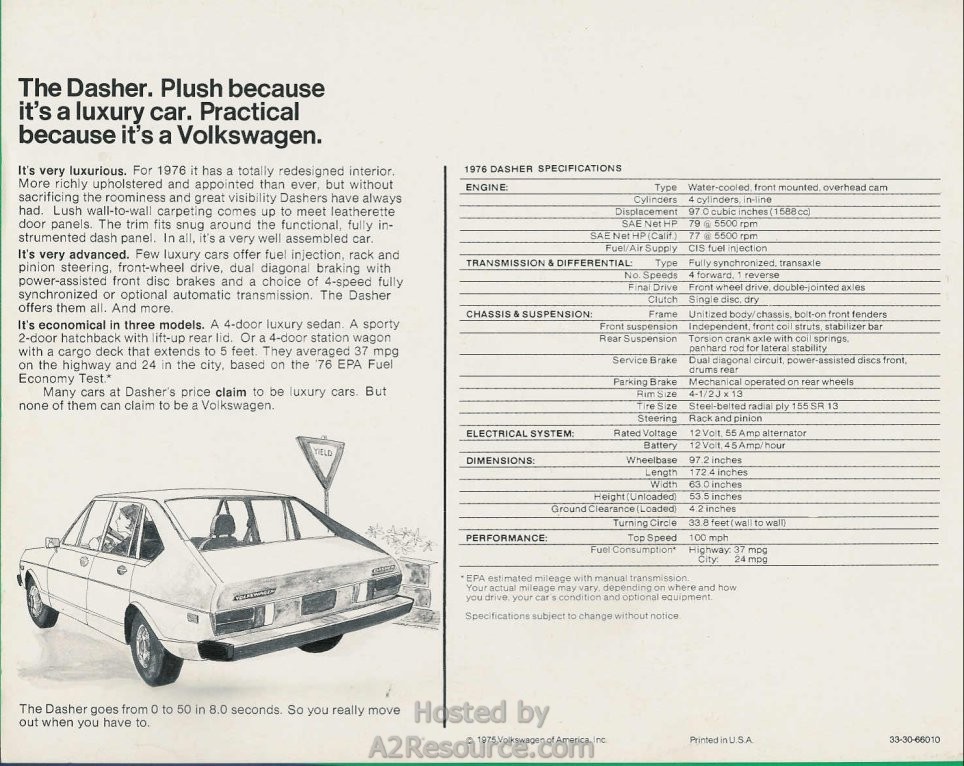 The Dasher. Plush because
it's a luxury car. Practical
because it's a Volkswagen.
It's very luxurious. For 1976 it has a totally redesigned interior.
More richly upholstered and appointed than ever, but without
sacrificing the roominess and great visibility Dashers have always
had. Lush wall-to-wall carpeting comes up to meet leatherette
door panels. The trim fits snug around the functional, fully in-
strumented dash panel. In all, it's a very well assembled car.
It's very advanced. Few luxury cars offer fuel injection, rack and
pinion steering, front-wheel drive, dual diagonal braking with
power-assisted front disc brakes and a choice of 4-speed fully
synchronized or optional automatic transmission. The Dasher
offers them all. And more.
It's economical in three models. A 4-door luxury sedan. A sporty
2-door hatchback with lift-up rear lid. Or a 4-door station wagon
with a cargo deck that extends to 5 feet. They averaged 37 mpg
on the highway and 24 in the city, based on the '76 EPA Fuel
Economy Test.*
Many cars at Dasher's price claim to be luxury cars. But
none of them can claim to be a Volkswagen.
YIELD
VOLKSWAGEN
DASHER
The Dasher goes from 0 to 50 in 8.0 seconds. So you really move
out when you have to.
1976 DASHER SPECIFICATIONS
ENGINE: Type Water-cooled, front mounted, overhead cam
Cylinders 4 cylinders, in-line
Displacement 97.0 cubic inches (1588 cc)
SAE Net HP 79 @ 5500 rpm
SAE Net HP (Calif.) 77 @ 5500 rpm
Fuel/Air Supply CIS fuel injection
TRANSMISSION & DIFFERENTIAL: Type Fully synchronized, transaxle
No. Speeds 4 forward, 1 reverse
Final Drive Front wheel drive, double-jointed axles
Clutch Single disc, dry
CHASSIS & SUSPENSION: Frame Unitized body/chassis, bolt-on front fenders
Front suspension Independent, front coil struts, stabilizer bar
Rear Suspension Torsion crank axle with coil springs,
panhard rod for lateral stability
Service Brake Dual diagonal circuit, power-assisted discs front,
drums rear
Parking Brake Mechanical operated on rear wheels
Rim Size 4-1/2 J x 13
Tire Size Steel-belted radial ply 155 SR 13
Steering Rack and pinion
ELECTRICAL SYSTEM: Rated Voltage 12 Volt, 55 Amp alternator
Battery 12 Volt, 45 Amp/hour
DIMENSIONS: Wheelbase 97.2 inches
Length 172.4 inches
Width 63.0 inches
Height (Unloaded) 53.5 inches
Ground Clearance (Loaded) 4.2 inches
Turning Circle 33.8 feet (wall to wall)
PERFORMANCE: Top Speed 100 mph
Fuel Consumption* Highway: 37 mpg
City: 24 mpg
* EPA estimated mileage with manual transmission.
Your actual mileage may vary, depending on where and how
you drive, your car's condition and optional equipment.
Specifications subject to change without notice.
Hosted by
A2Resource.com
© 1975 Volkswagen of America, Inc. Printed in U.S.A. 33-30-66010